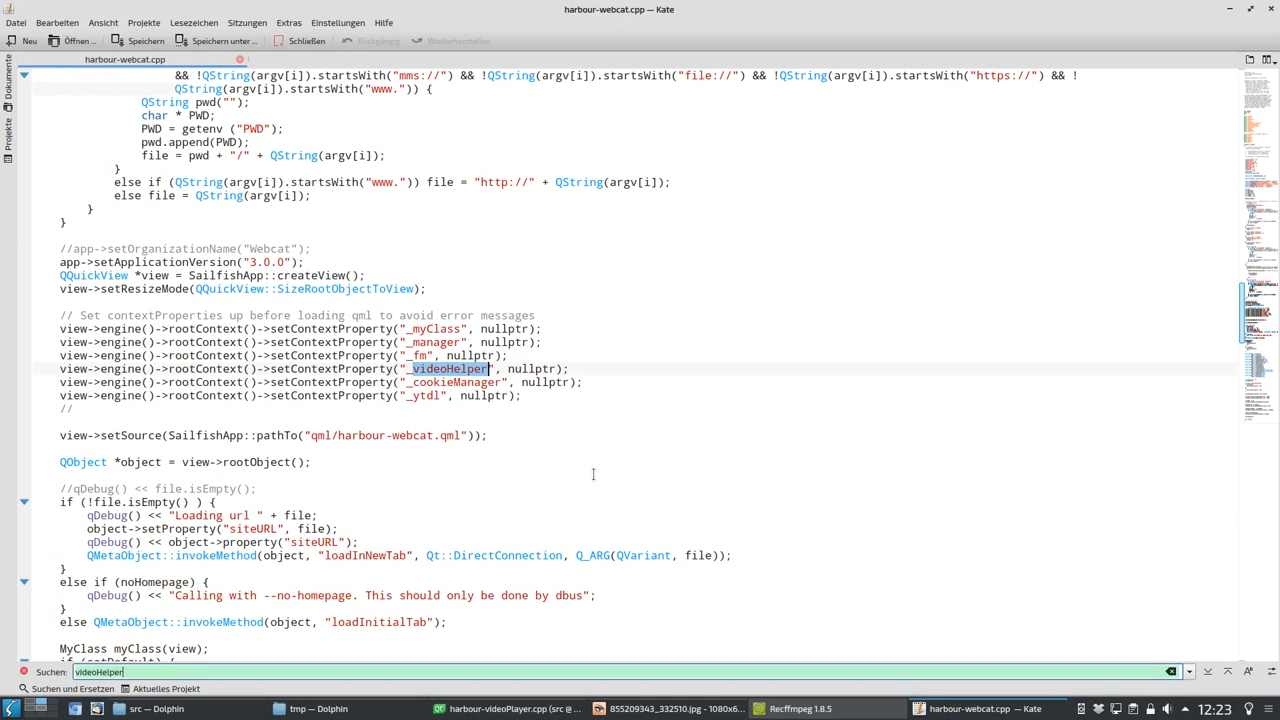 harbour-webcat.cpp — Kate
Datei Bearbeiten Ansicht Projekte Lesezeichen Sitzungen Extras Einstellungen Hilfe
Neu Öffnen ... Speichern Speichern unter ... Schließen Rückgängig Wiederherstellen
harbour-webcat.cpp
Dokumente
Projekte
&& !QString(argv[i]).startsWith("mms://") && !QString(argv[i]).startsWith("file://") && !QString(argv[i]).startsWith("https://") && !
QString(argv[i]).startsWith("www.")) {
QString pwd("");
char * PWD;
PWD = getenv ("PWD");
pwd.append(PWD);
file = pwd + "/" + QString(argv[i]);
}
else if (QString(argv[i]).startsWith("www.")) file = "http://" + QString(argv[i]);
else file = QString(argv[i]);
}
}
//app->setOrganizationName("Webcat");
app->setApplicationVersion("3.0.0");
QQuickView *view = SailfishApp::createView();
view->setResizeMode(QQuickView::SizeRootObjectToView);
// Set contextProperties up before loading qml to avoid error messages
view->engine()->rootContext()->setContextProperty("_myClass", nullptr);
view->engine()->rootContext()->setContextProperty("_manager", nullptr);
view->engine()->rootContext()->setContextProperty("_fm", nullptr);
view->engine()->rootContext()->setContextProperty("_videoHelper", nullptr);
view->engine()->rootContext()->setContextProperty("_cookieManager", nullptr);
view->engine()->rootContext()->setContextProperty("_ytdl", nullptr);
//
view->setSource(SailfishApp::pathTo("qml/harbour-webcat.qml"));
QObject *object = view->rootObject();
//qDebug() << file.isEmpty();
if (!file.isEmpty() ) {
qDebug() << "Loading url " + file;
object->setProperty("siteURL", file);
qDebug() << object->property("siteURL");
QMetaObject::invokeMethod(object, "loadInNewTab", Qt::DirectConnection, Q_ARG(QVariant, file));
}
else if (noHomepage) {
qDebug() << "Calling with --no-homepage. This should only be done by dbus";
}
else QMetaObject::invokeMethod(object, "loadInitialTab");
MyClass myClass(view);
if (setDefault) {
Suchen: videoHelper
Suchen und Ersetzen Aktuelles Projekt
src — Dolphin tmp — Dolphin harbour-videoPlayer.cpp (src @ ... 855209343_332510.jpg - 1080x6... Recffmpeg 1.8.3 harbour-webcat.cpp — Kate 12:23